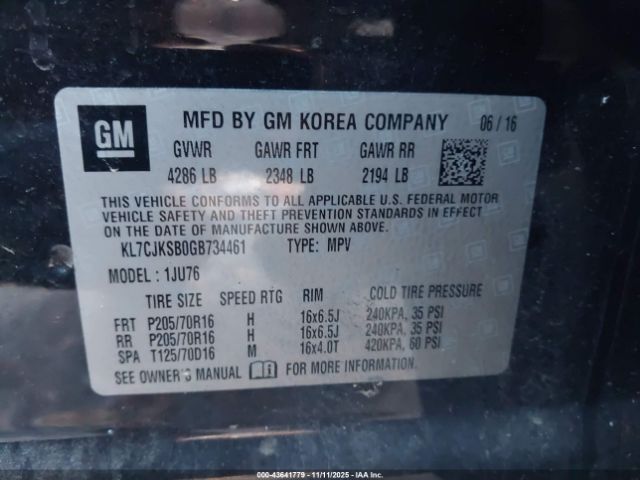 GM
MFD BY GM KOREA COMPANY 06 / 16
GVWR GAWR FRT GAWR RR
4286 LB 2348 LB 2194 LB
THIS VEHICLE CONFORMS TO ALL APPLICABLE U.S. FEDERAL MOTOR
VEHICLE SAFETY AND THEFT PREVENTION STANDARDS IN EFFECT
ON THE DATE OF MANUFACTURE SHOWN ABOVE.
KL7CJKSB0GB734461 TYPE: MPV
MODEL : 1JU76
TIRE SIZE SPEED RTG RIM COLD TIRE PRESSURE
FRT P205/70R16 H 16x6.5J 240KPA, 35 PSI
RR P205/70R16 H 16x6.5J 240KPA, 35 PSI
SPA T125/70D16 M 16x4.0T 420KPA, 60 PSI
SEE OWNER'S MANUAL FOR MORE INFORMATION.
000-43641779 - 11/11/2025 - IAA Inc.